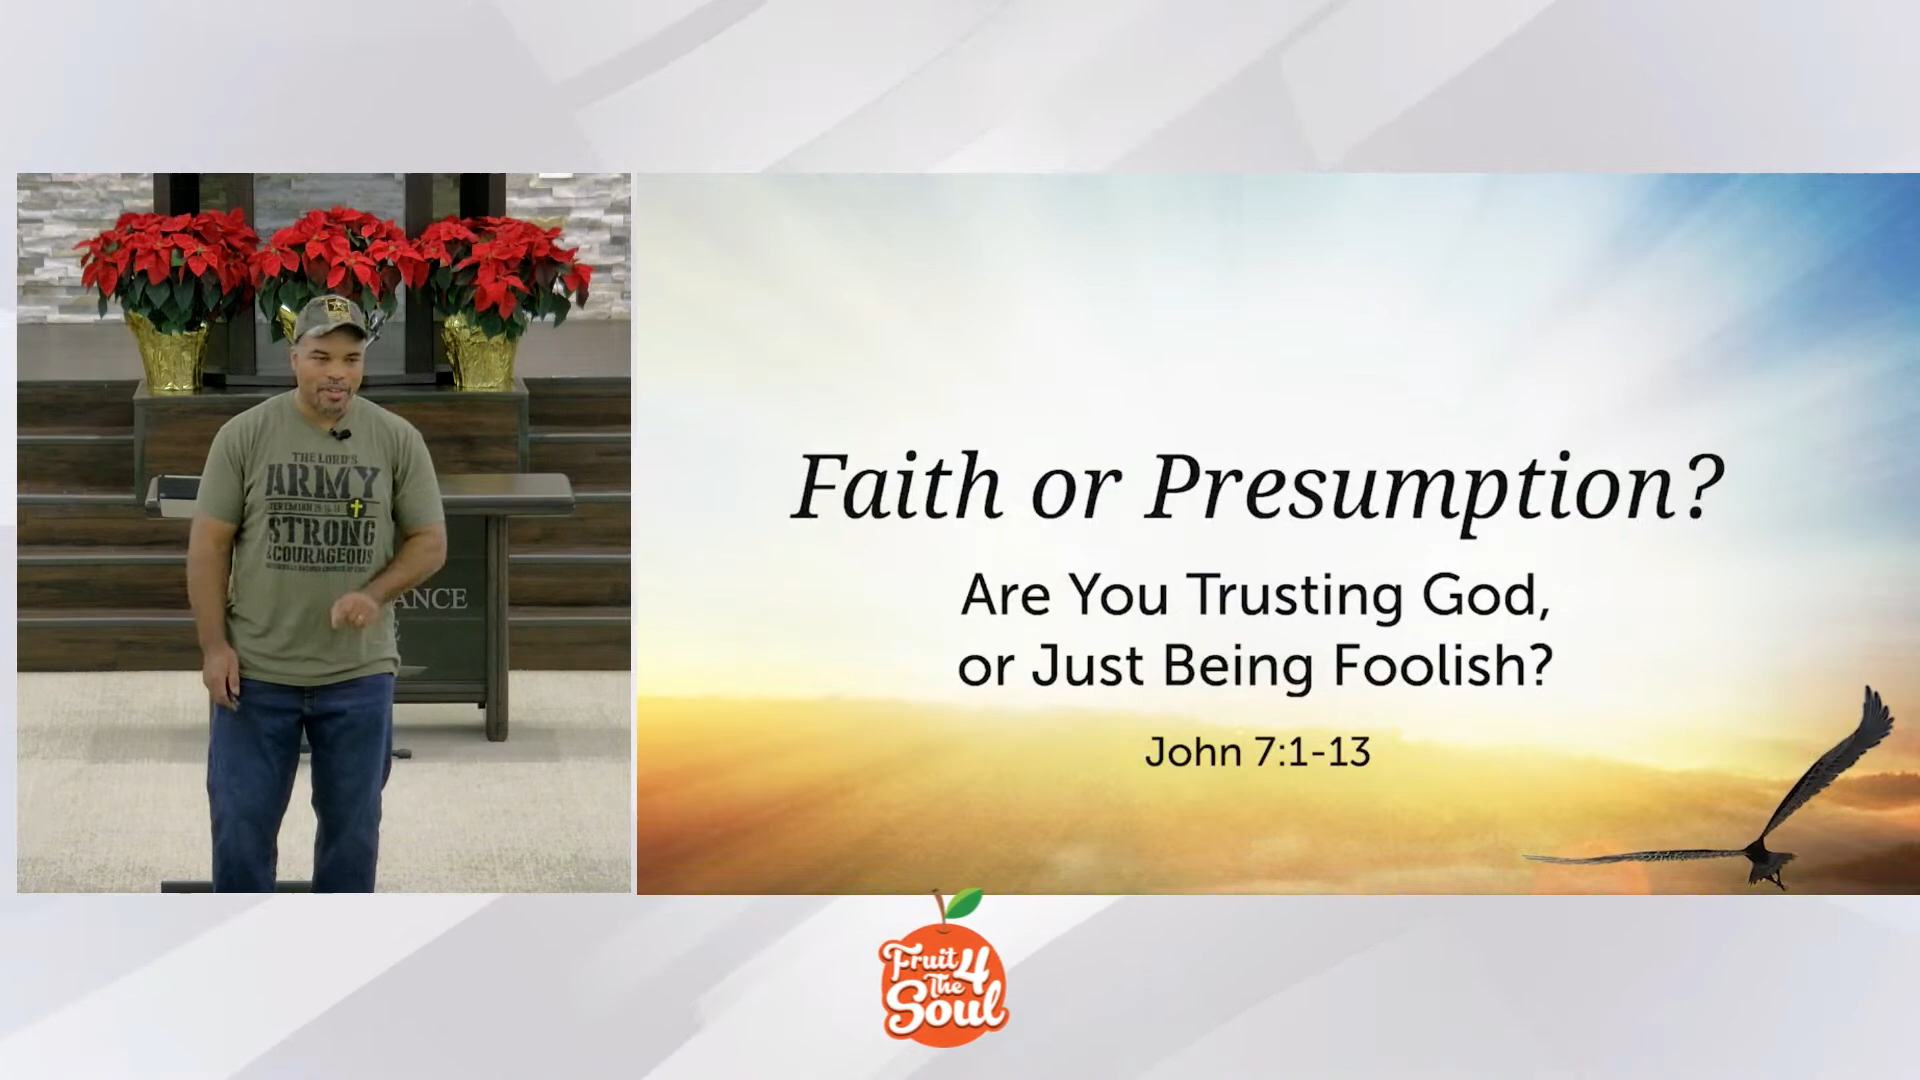 THE LORD'S
ARMY
STRONG
&COURAGEOUS
ANCE
Faith or Presumption?
Are You Trusting God,
or Just Being Foolish?
John 7:1-13
Fruit 4
The
Soul